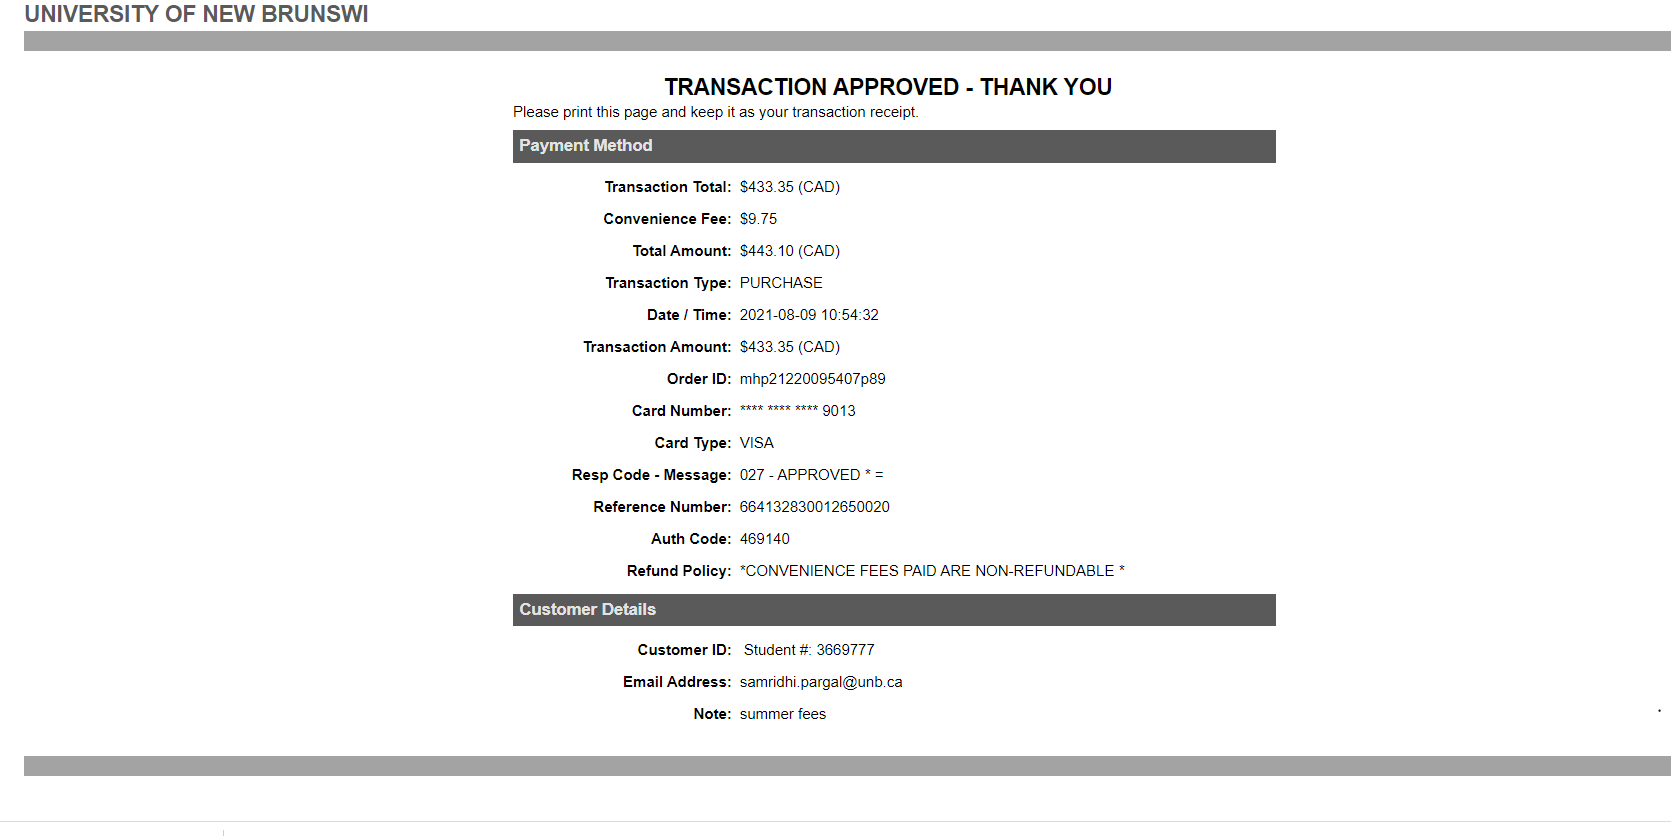 UNIVERSITY OF NEW BRUNSWI
TRANSACTION APPROVED - THANK YOU
Please print this page and keep it as your transaction receipt.
Payment Method
Transaction Total: $433.35 (CAD)
Convenience Fee: $9.75
Total Amount: $443.10 (CAD)
Transaction Type: PURCHASE
Date / Time: 2021-08-09 10:54:32
Transaction Amount: $433.35 (CAD)
Order ID: mhp21220095407p89
Card Number: **** **** **** 9013
Card Type: VISA
Resp Code - Message: 027 - APPROVED * =
Reference Number: 664132830012650020
Auth Code: 469140
Refund Policy: *CONVENIENCE FEES PAID ARE NON-REFUNDABLE *
Customer Details
Customer ID: Student #: 3669777
Email Address: samridhi.pargal@unb.ca
Note: summer fees